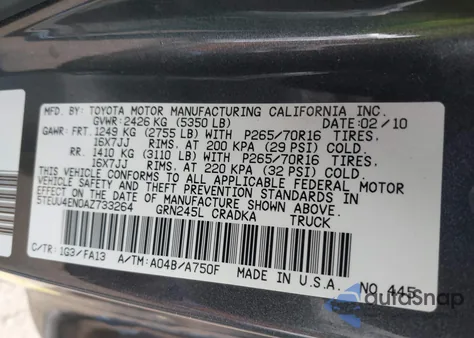 MFD. BY: TOYOTA MOTOR MANUFACTURING CALIFORNIA INC.
GVWR: 2426 KG (5350 LB) DATE: 02/10
GAWR: FRT. 1249 KG (2755 LB) WITH P265/70R16 TIRES.
16X7JJ RIMS. AT 200 KPA (29 PSI) COLD.
RR. 1410 KG (3110 LB) WITH P265/70R16 TIRES.
16X7JJ RIMS. AT 220 KPA (32 PSI) COLD.
THIS VEHICLE CONFORMS TO ALL APPLICABLE FEDERAL MOTOR
VEHICLE SAFETY AND THEFT PREVENTION STANDARDS IN
EFFECT ON THE DATE OF MANUFACTURE SHOWN ABOVE.
5TEUU4EN0AZ733264 GRN245L CRADKA TRUCK
C/TR: 1G3/FA13 A/TM: A04B/A750F MADE IN U.S.A. NO. 445
AutoSnap